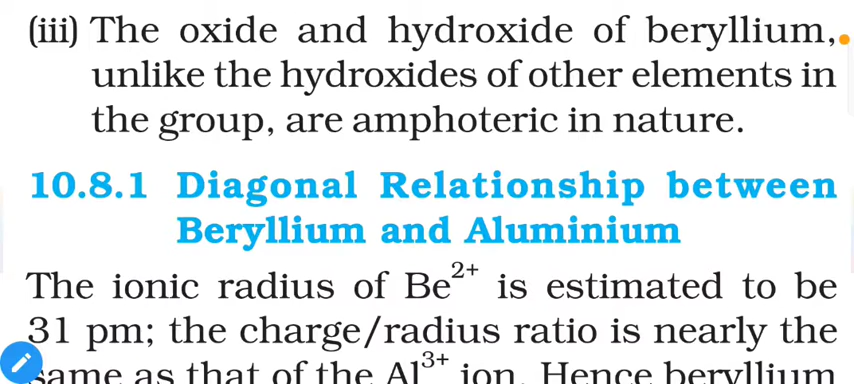 (iii) The oxide and hydroxide of beryllium,
unlike the hydroxides of other elements in
the group, are amphoteric in nature.
10.8.1 Diagonal Relationship between
Beryllium and Aluminium
The ionic radius of Be²⁺ is estimated to be
31 pm; the charge/radius ratio is nearly the
same as that of the Al³⁺ ion. Hence beryllium